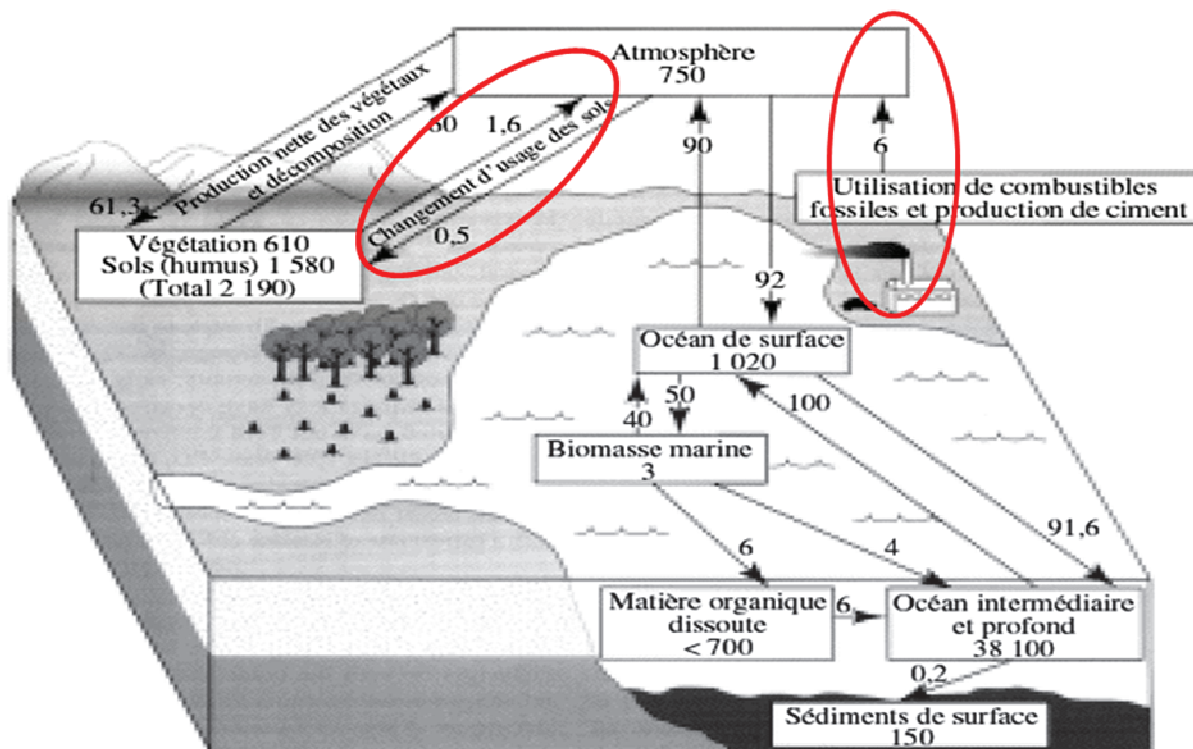 Atmosphère
750
Production nette des végétaux
et décomposition
60
1,6
Changement d'usage des sols
0,5
61,3
90
92
6
Utilisation de combustibles
fossiles et production de ciment
Végétation 610
Sols (humus) 1 580
(Total 2 190)
Océan de surface
1 020
40
50
100
Biomasse marine
3
6
4
91,6
Matière organique
dissoute
< 700
6
Océan intermédiaire
et profond
38 100
0,2
Sédiments de surface
150